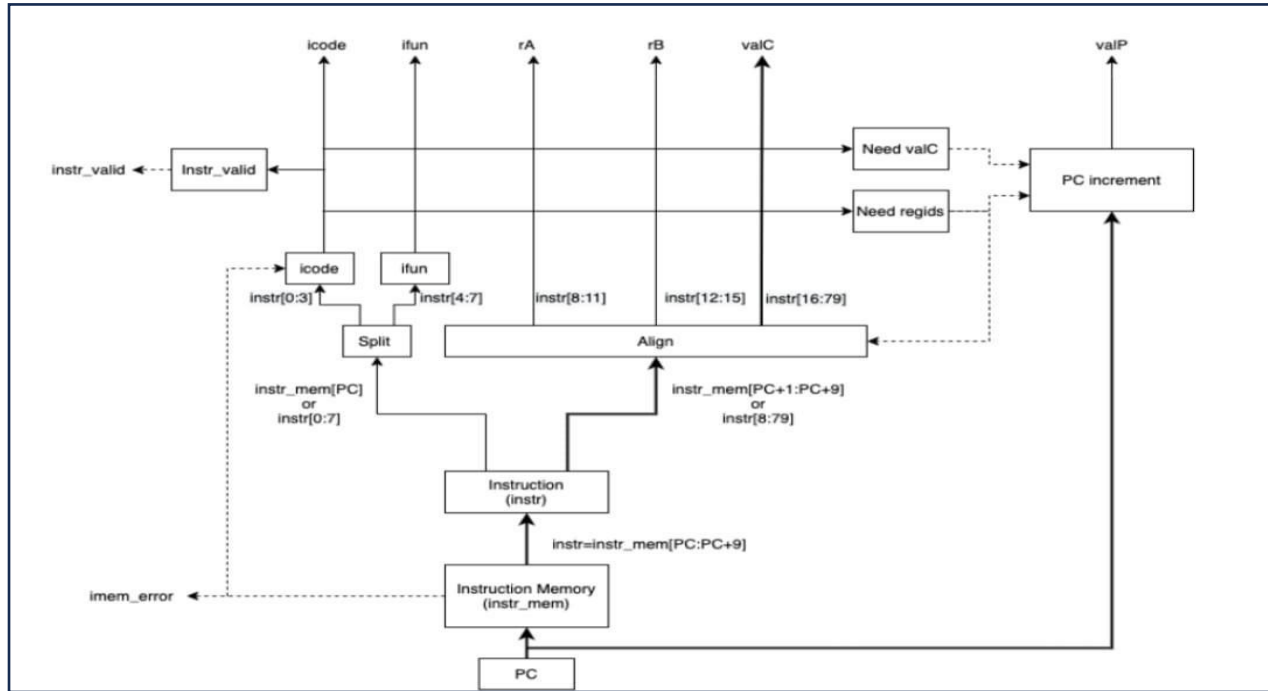 icode
ifun
rA
rB
valC
valP
Need valC
instr_valid
Instr_valid
PC increment
Need regids
icode
ifun
instr[0:3]
instr[4:7]
instr[8:11]
instr[12:15]
instr[16:79]
Split
Align
instr_mem[PC]
or
instr[0:7]
instr_mem[PC+1:PC+9]
or
instr[8:79]
Instruction
(instr)
instr=instr_mem[PC:PC+9]
imem_error
Instruction Memory
(instr_mem)
PC